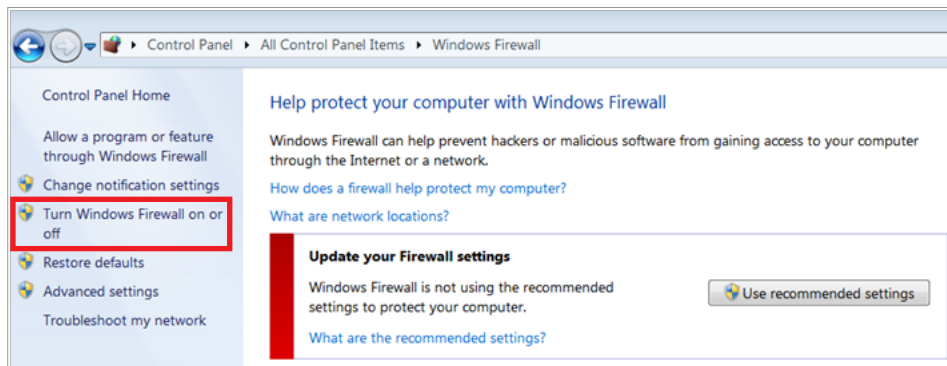 Control Panel ▸ All Control Panel Items ▸ Windows Firewall
Control Panel Home
Allow a program or feature
through Windows Firewall
Change notification settings
Turn Windows Firewall on or
off
Restore defaults
Advanced settings
Troubleshoot my network
Help protect your computer with Windows Firewall
Windows Firewall can help prevent hackers or malicious software from gaining access to your computer
through the Internet or a network.
How does a firewall help protect my computer?
What are network locations?
Update your Firewall settings
Windows Firewall is not using the recommended
settings to protect your computer.
Use recommended settings
What are the recommended settings?